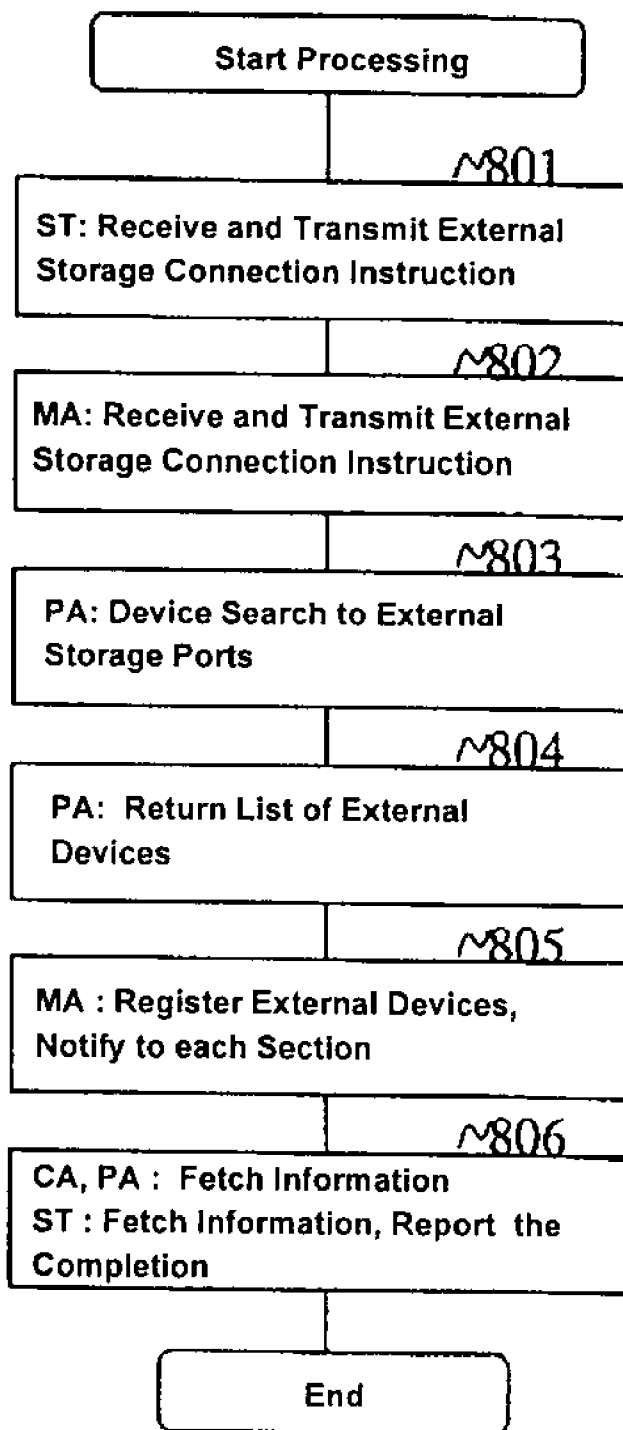 Start Processing
~801
ST: Receive and Transmit External
Storage Connection Instruction
~802
MA: Receive and Transmit External
Storage Connection Instruction
~803
PA: Device Search to External
Storage Ports
~804
PA: Return List of External
Devices
~805
MA : Register External Devices,
Notify to each Section
~806
CA, PA : Fetch Information
ST : Fetch Information, Report the
Completion
End